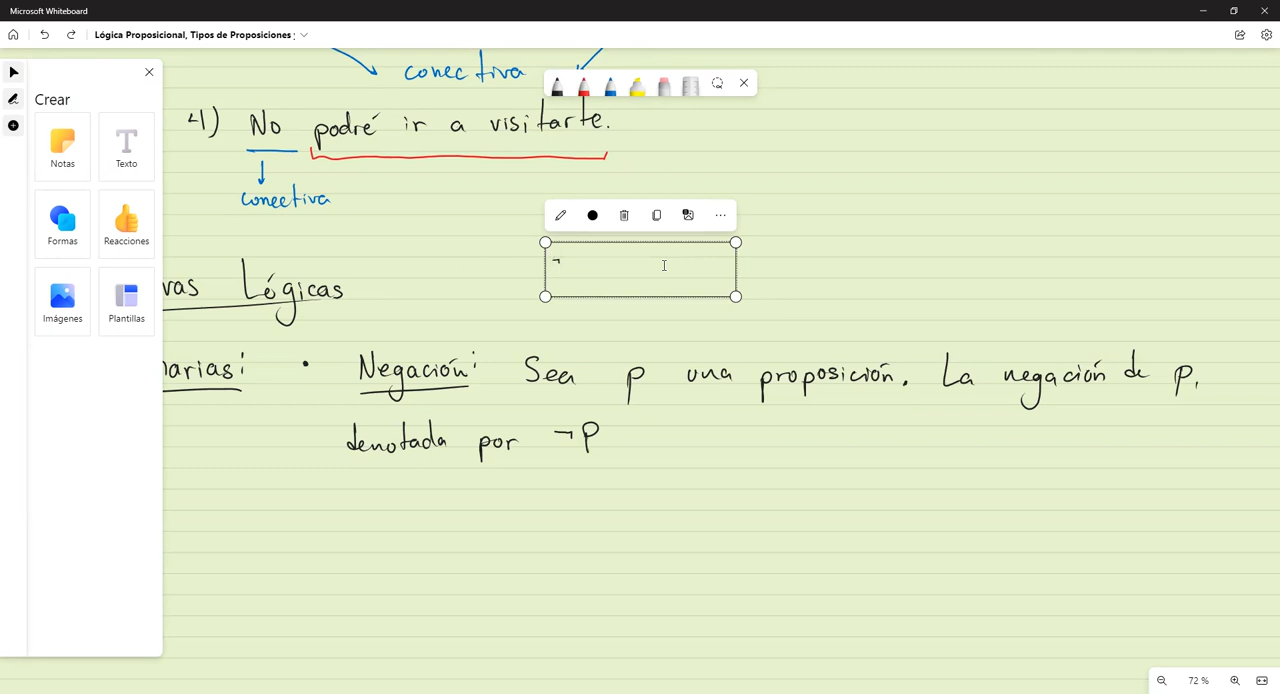 Microsoft Whiteboard
Lógica Proposicional, Tipos de Proposiciones
Crear
Notas
Texto
Formas
Reacciones
Imágenes
Plantillas
conectiva
4) No podré ir a visitarte.
conectiva
¬
vas Lógicas
narias: • Negación: Sea p una proposición. La negación de p,
denotada por ¬p
72 %